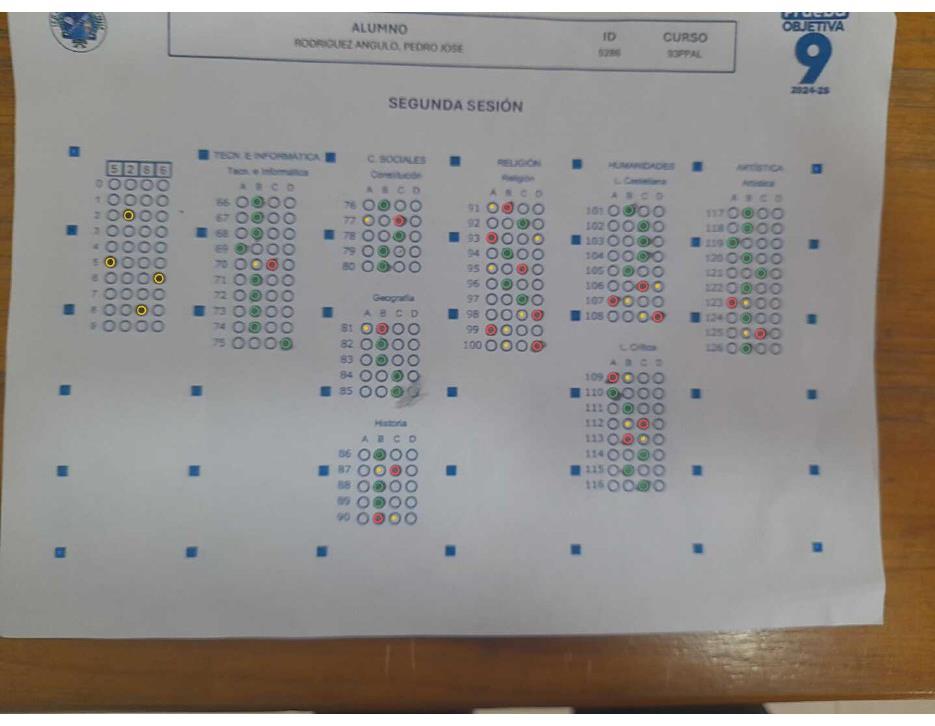 Prueba
OBJETIVA
9
2024-25
ALUMNO
RODRIGUEZ ANGULO, PEDRO JOSE
ID
5286
CURSO
93PPAL
SEGUNDA SESIÓN
5 2 8 6
0
1
2
3
4
5
6
7
8
9
TECN. E INFORMÁTICA
Tecn. e Informática
A B C D
66
67
68
69
70
71
72
73
74
75
C. SOCIALES
Constitución
A B C D
76
77
78
79
80
Geografía
A B C D
81
82
83
84
85
Historia
A B C D
86
87
88
89
90
RELIGIÓN
Religión
A B C D
91
92
93
94
95
96
97
98
99
100
HUMANIDADES
L. Castellana
A B C D
101
102
103
104
105
106
107
108
L. Crítica
A B C D
109
110
111
112
113
114
115
116
ARTÍSTICA
Artística
A B C D
117
118
119
120
121
122
123
124
125
126